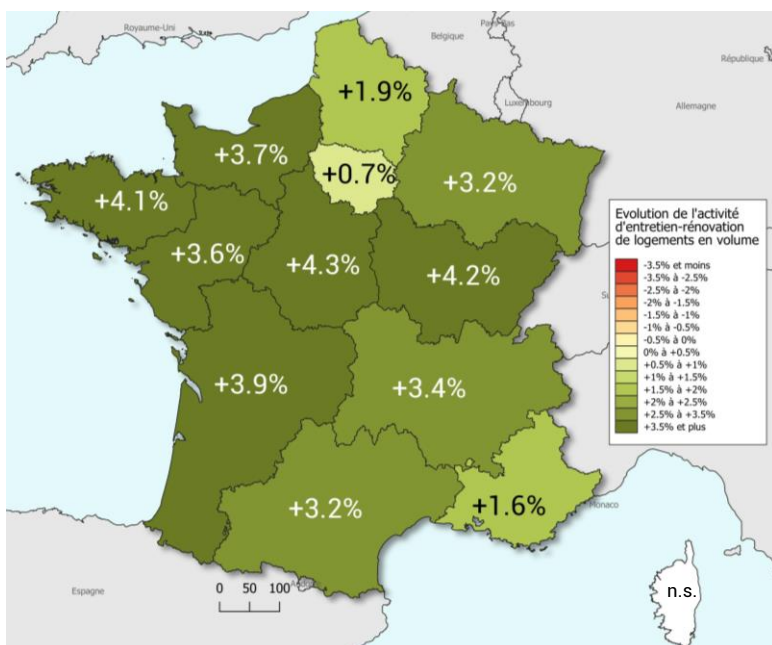 Royaume-Uni
Belgique
Pays-Bas
République
Luxembourg
Allemagne
+1.9%
+3.7%
+0.7%
+3.2%
+4.1%
+3.6%
+4.3%
+4.2%
Evolution de l'activité
d'entretien-rénovation
de logements en volume
-3.5% et moins
-3.5% à -2.5%
-2.5% à -2%
-2% à -1.5%
-1.5% à -1%
-1% à -0.5%
-0.5% à 0%
0% à +0.5%
+0.5% à +1%
+1% à +1.5%
+1.5% à +2%
+2% à +2.5%
+2.5% à +3.5%
+3.5% et plus
+3.9%
+3.4%
+3.2%
+1.6%
Monaco
n.s.
Espagne
0 50 100